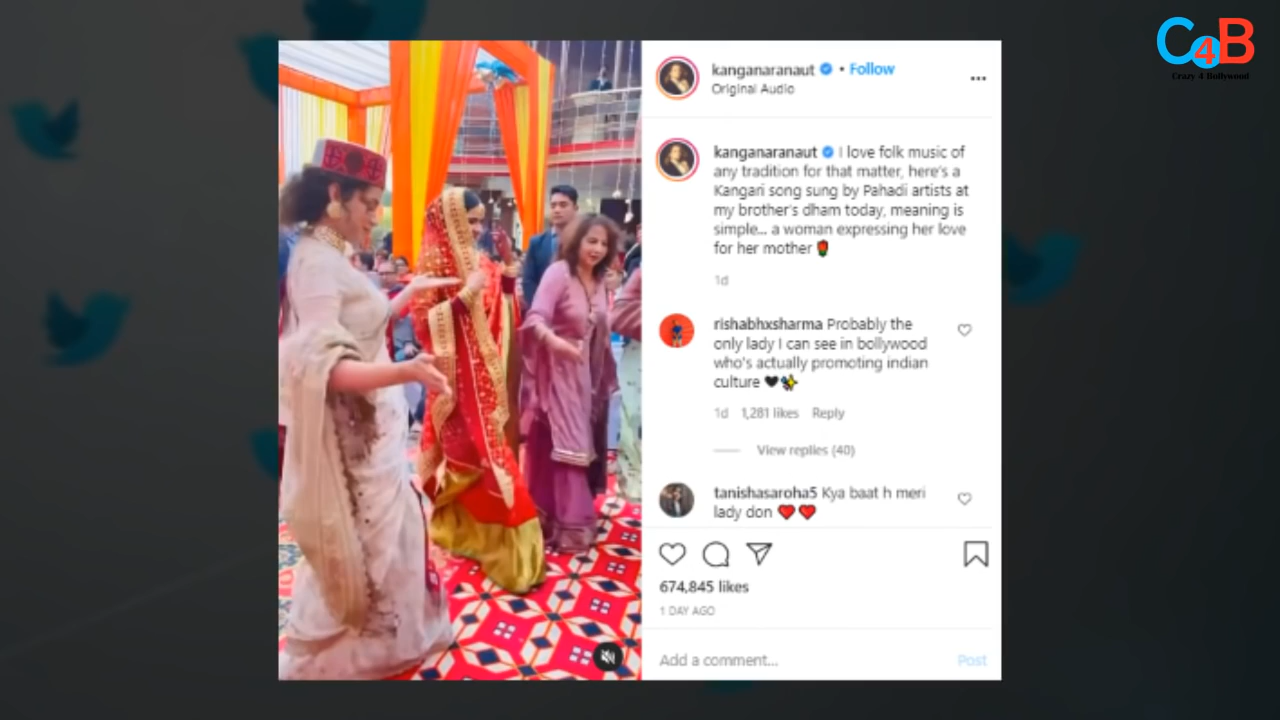 C4B
Crazy 4 Bollywood
kanganaranaut • Follow
Original Audio
kanganaranaut I love folk music of
any tradition for that matter, here's a
Kangari song sung by Pahadi artists at
my brother's dham today, meaning is
simple... a woman expressing her love
for her mother 🌹
1d
rishabhxsharma Probably the
only lady I can see in bollywood
who's actually promoting indian
culture 🖤✨
1d 1,281 likes Reply
View replies (40)
tanishasaroha5 Kya baat h meri
lady don ❤️❤️
674,845 likes
1 DAY AGO
Add a comment... Post